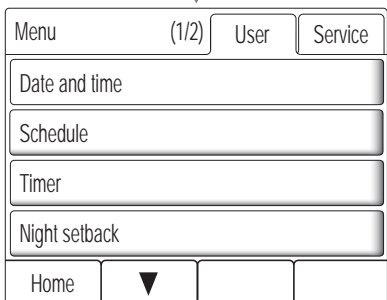 Menu (1/2) User Service
Date and time
Schedule
Timer
Night setback
Home ▼